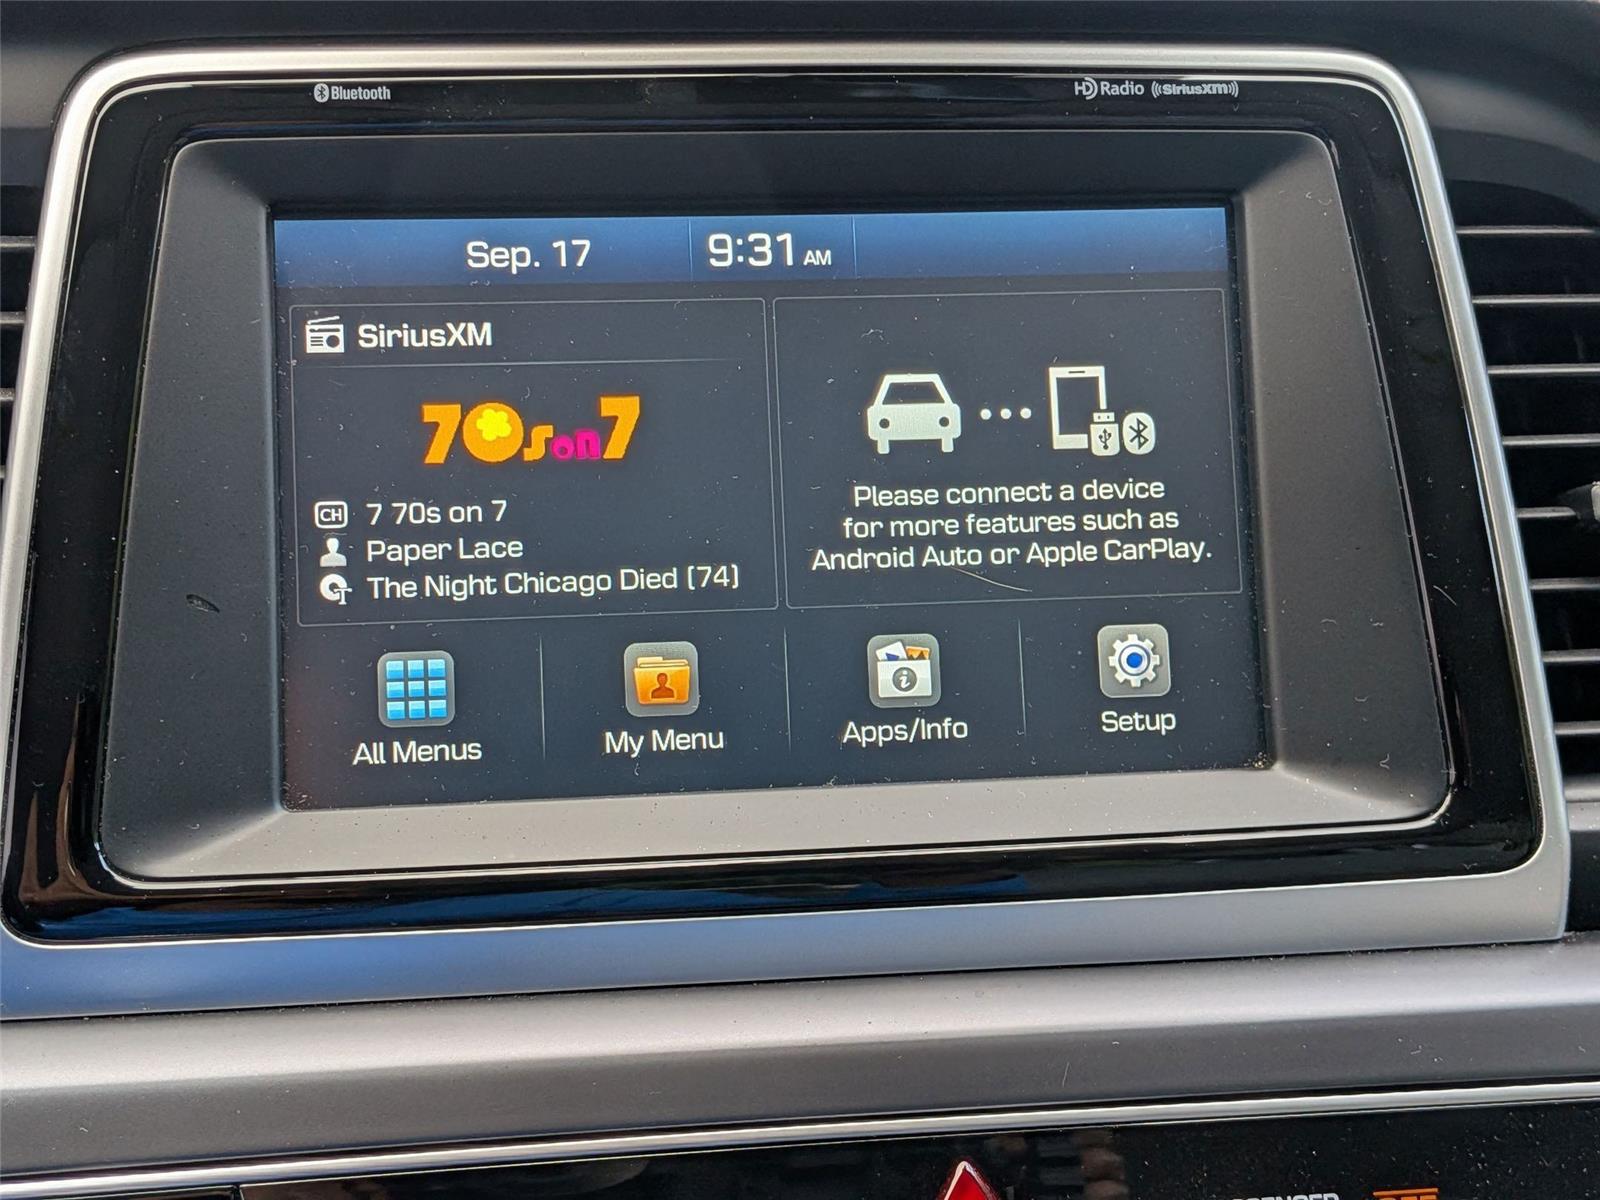 Bluetooth
HD Radio ((SiriusXM))
Sep. 17 9:31 AM
SiriusXM
70s on 7
CH 7 70s on 7
Paper Lace
The Night Chicago Died (74)
Please connect a device
for more features such as
Android Auto or Apple CarPlay.
All Menus
My Menu
Apps/Info
Setup